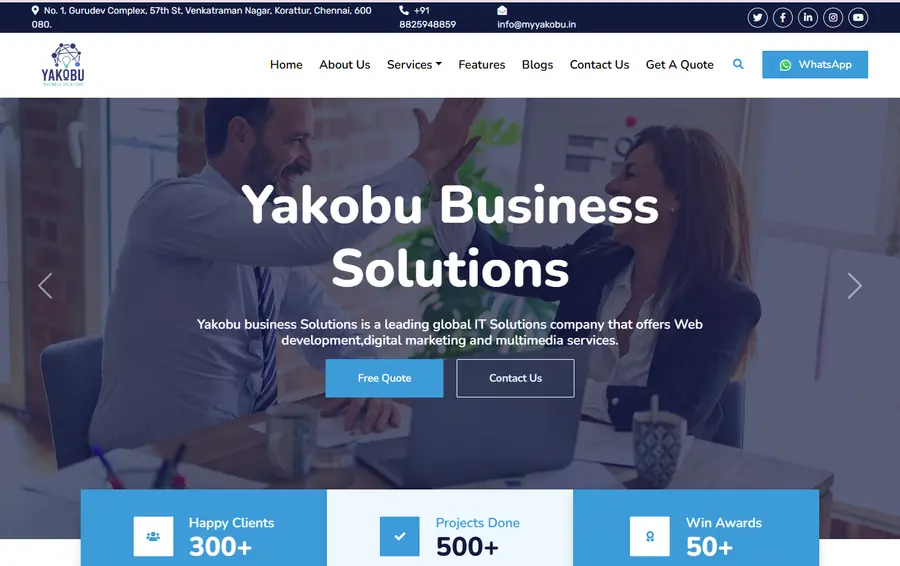 No. 1, Gurudev Complex, 57th St, Venkatraman Nagar, Korattur, Chennai, 600
080.
+91
8825948859
info@myyakobu.in
YAKOBU
BUSINESS SOLUTIONS
Home About Us Services Features Blogs Contact Us Get A Quote WhatsApp
Yakobu Business
Solutions
Yakobu business Solutions is a leading global IT Solutions company that offers Web
development,digital marketing and multimedia services.
Free Quote Contact Us
Happy Clients
300+
Projects Done
500+
Win Awards
50+